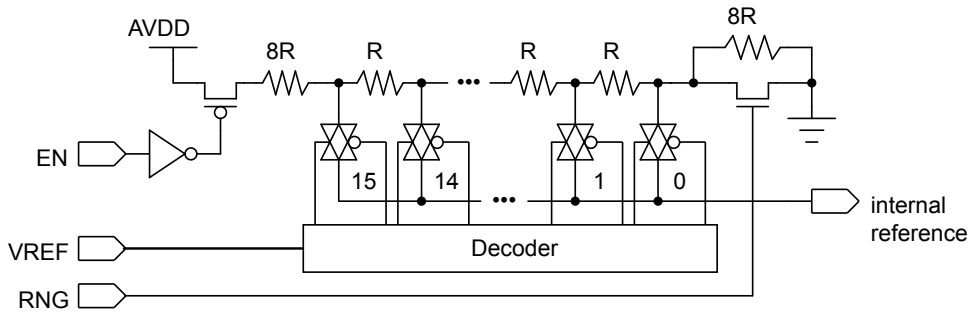 AVDD
8R
R
R
R
8R
EN
15
14
1
0
internal
reference
VREF
Decoder
RNG